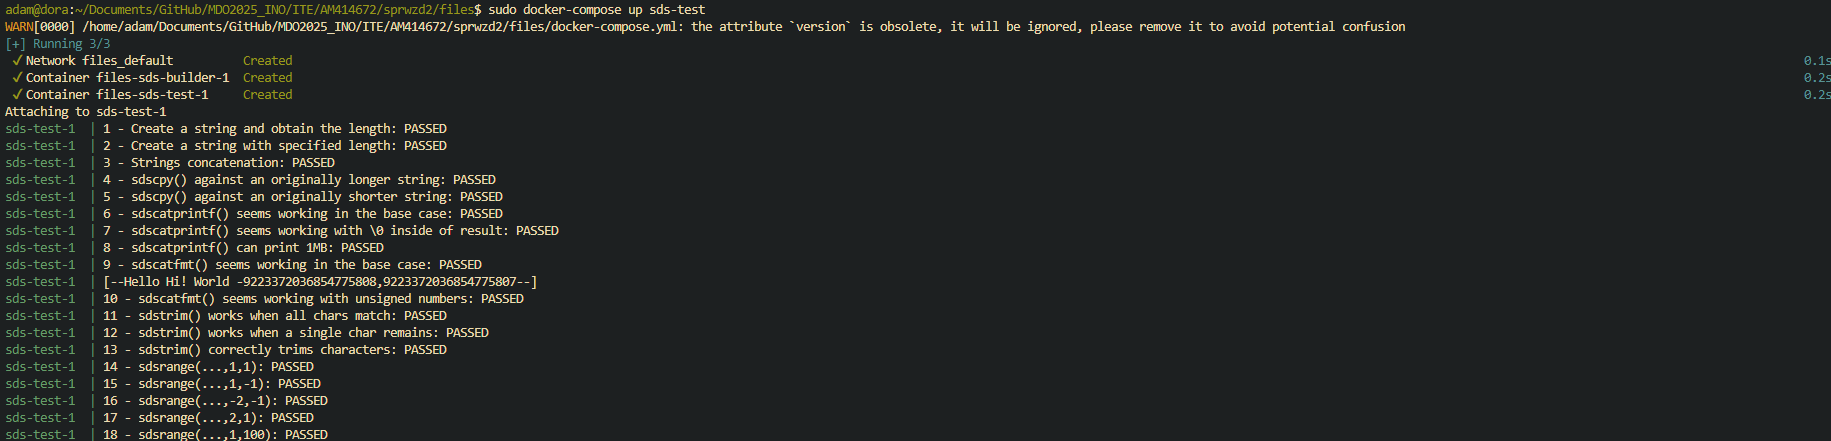 adam@dora:~/Documents/GitHub/MDO2025_INO/ITE/AM414672/sprwzd2/files$ sudo docker-compose up sds-test
WARN[0000] /home/adam/Documents/GitHub/MDO2025_INO/ITE/AM414672/sprwzd2/files/docker-compose.yml: the attribute `version` is obsolete, it will be ignored, please remove it to avoid potential confusion
[+] Running 3/3
✓ Network files_default Created 0.1s
✓ Container files-sds-builder-1 Created 0.2s
✓ Container files-sds-test-1 Created 0.2s
Attaching to sds-test-1
sds-test-1 | 1 - Create a string and obtain the length: PASSED
sds-test-1 | 2 - Create a string with specified length: PASSED
sds-test-1 | 3 - Strings concatenation: PASSED
sds-test-1 | 4 - sdscpy() against an originally longer string: PASSED
sds-test-1 | 5 - sdscpy() against an originally shorter string: PASSED
sds-test-1 | 6 - sdscatprintf() seems working in the base case: PASSED
sds-test-1 | 7 - sdscatprintf() seems working with \0 inside of result: PASSED
sds-test-1 | 8 - sdscatprintf() can print 1MB: PASSED
sds-test-1 | 9 - sdscatfmt() seems working in the base case: PASSED
sds-test-1 | [--Hello Hi! World -9223372036854775808,9223372036854775807--]
sds-test-1 | 10 - sdscatfmt() seems working with unsigned numbers: PASSED
sds-test-1 | 11 - sdstrim() works when all chars match: PASSED
sds-test-1 | 12 - sdstrim() works when a single char remains: PASSED
sds-test-1 | 13 - sdstrim() correctly trims characters: PASSED
sds-test-1 | 14 - sdsrange(...,1,1): PASSED
sds-test-1 | 15 - sdsrange(...,1,-1): PASSED
sds-test-1 | 16 - sdsrange(...,-2,-1): PASSED
sds-test-1 | 17 - sdsrange(...,2,1): PASSED
sds-test-1 | 18 - sdsrange(...,1,100): PASSED